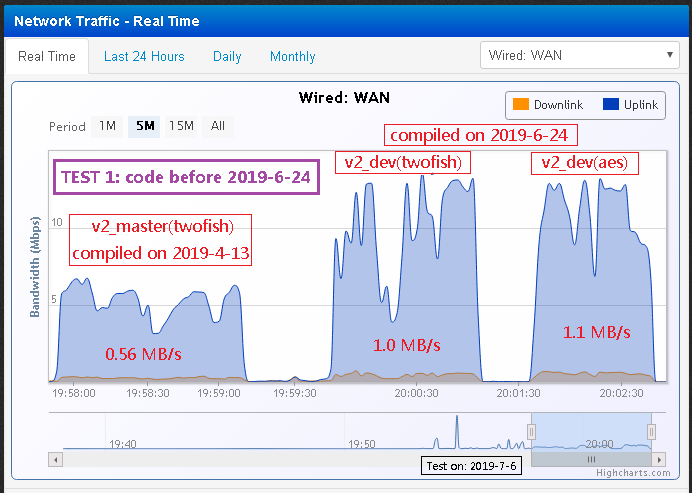 Network Traffic - Real Time
Real Time
Last 24 Hours
Daily
Monthly
Wired: WAN
Wired: WAN
Downlink
Uplink
Period
1M
5M
15M
All
compiled on 2019-6-24
v2_dev(twofish)
v2_dev(aes)
TEST 1: code before 2019-6-24
v2_master(twofish)
compiled on 2019-4-13
Bandwidth (Mbps)
10
5
0.56 MB/s
1.0 MB/s
1.1 MB/s
19:58:00
19:58:30
19:59:00
19:59:30
20:00:30
20:01:30
20:02:30
19:40
19:50
20:00
Test on: 2019-7-6
Highcharts.com